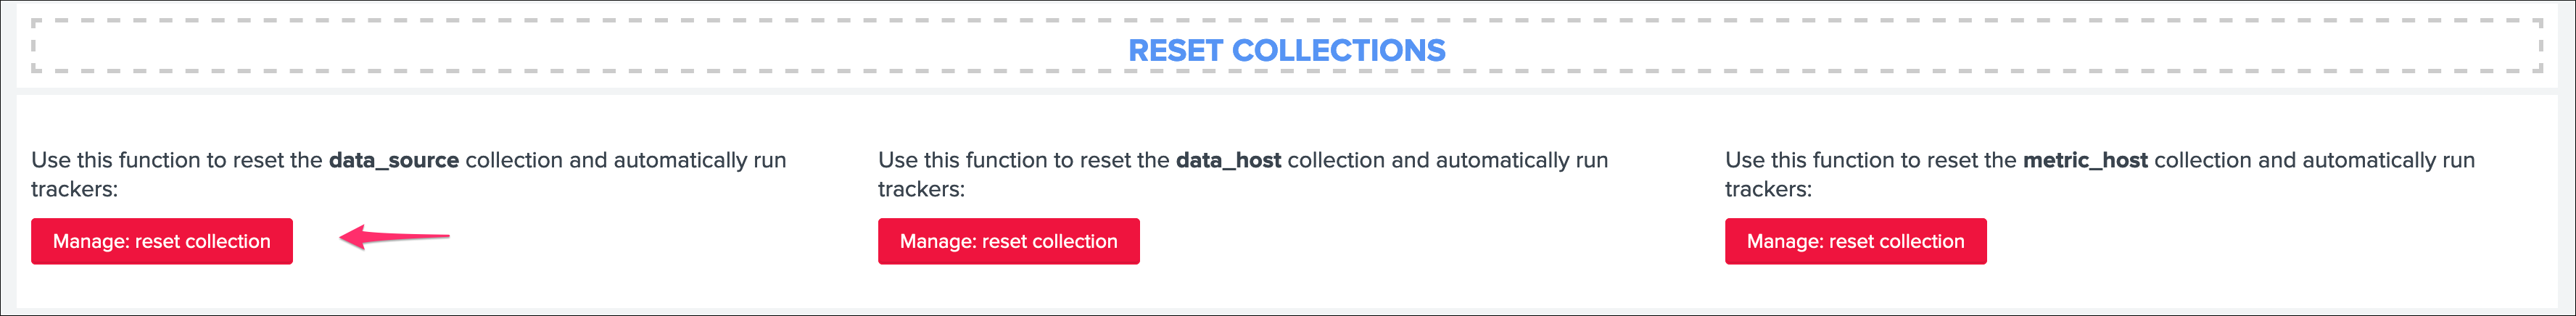 RESET COLLECTIONS
Use this function to reset the data_source collection and automatically run
trackers:
Manage: reset collection
Use this function to reset the data_host collection and automatically run
trackers:
Manage: reset collection
Use this function to reset the metric_host collection and automatically run
trackers:
Manage: reset collection